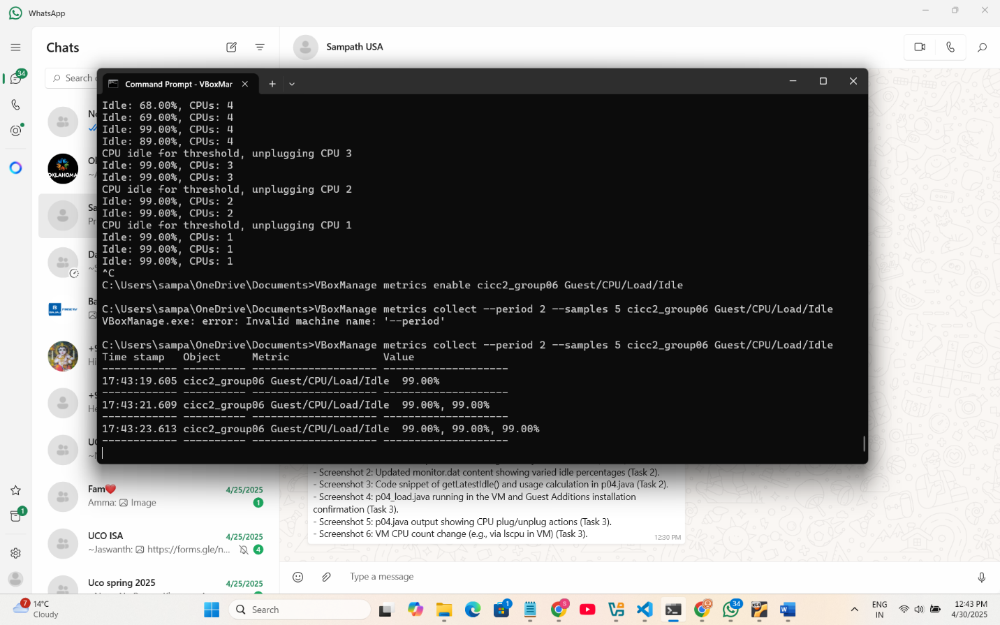 WhatsApp
Chats
Sampath USA
34
Search
Command Prompt - VBoxMar
Idle: 68.00%, CPUs: 4
Idle: 69.00%, CPUs: 4
Idle: 99.00%, CPUs: 4
Idle: 89.00%, CPUs: 4
CPU idle for threshold, unplugging CPU 3
Idle: 99.00%, CPUs: 3
Idle: 99.00%, CPUs: 3
CPU idle for threshold, unplugging CPU 2
Idle: 99.00%, CPUs: 2
Idle: 99.00%, CPUs: 2
CPU idle for threshold, unplugging CPU 1
Idle: 99.00%, CPUs: 1
Idle: 99.00%, CPUs: 1
Idle: 99.00%, CPUs: 1
^C
C:\Users\sampa\OneDrive\Documents>VBoxManage metrics enable cicc2_group06 Guest/CPU/Load/Idle
C:\Users\sampa\OneDrive\Documents>VBoxManage metrics collect --period 2 --samples 5 cicc2_group06 Guest/CPU/Load/Idle
VBoxManage.exe: error: Invalid machine name: '--period'
C:\Users\sampa\OneDrive\Documents>VBoxManage metrics collect --period 2 --samples 5 cicc2_group06 Guest/CPU/Load/Idle
Time stamp Object Metric Value
------------ ---------- -------------------- --------------------
17:43:19.605 cicc2_group06 Guest/CPU/Load/Idle 99.00%
------------ ---------- -------------------- --------------------
17:43:21.609 cicc2_group06 Guest/CPU/Load/Idle 99.00%, 99.00%
------------ ---------- -------------------- --------------------
17:43:23.613 cicc2_group06 Guest/CPU/Load/Idle 99.00%, 99.00%, 99.00%
------------ ---------- -------------------- --------------------
OKLAHOMA
- Screenshot 2: Updated monitor.dat content showing varied idle percentages (Task 2).
- Screenshot 3: Code snippet of getLatestIdle() and usage calculation in p04.java (Task 2).
- Screenshot 4: p04_load.java running in the VM and Guest Additions installation
confirmation (Task 3).
- Screenshot 5: p04.java output showing CPU plug/unplug actions (Task 3).
- Screenshot 6: VM CPU count change (e.g., via lscpu in VM) (Task 3).
12:30 PM
Fam❤️ 4/25/2025
Amma: Image 1
1
UCO ISA 4/25/2025
~Jaswanth: https://forms.gle/n... 4
Uco spring 2025 4/25/2025
Type a message
7
14°C
Cloudy
Search
1
S
34
ENG
IN
12:43 PM
4/30/2025